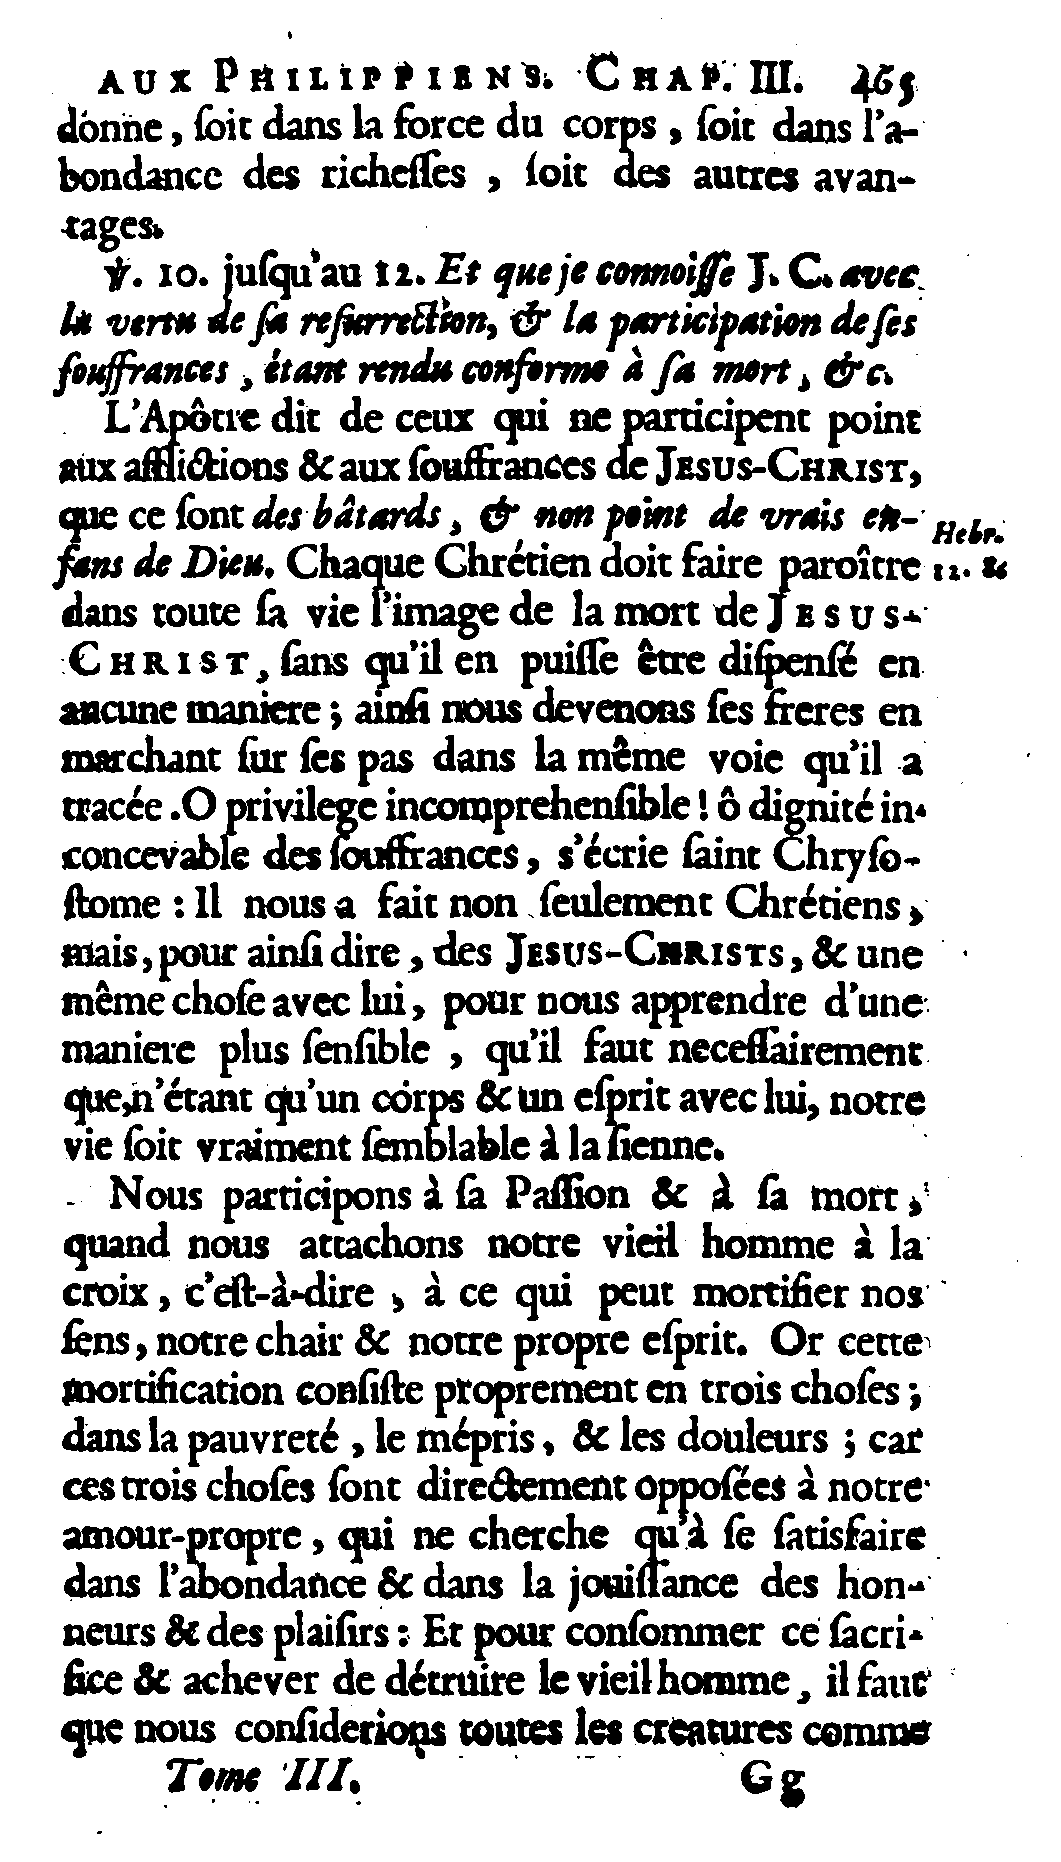 AUX PHILIPPIENS. CHAP. III. 465
donne, ſoit dans la force du corps, ſoit dans l'a-
bondance des richeſſes, ſoit des autres avan-
tages.
℣. 10. juſqu'au 12. Et que je connoiſſe J. C. avec
la vertu de ſa reſurrection, & la participation de ſes
ſouffrances, étant rendu conforme à ſa mort, &c.
L'Apôtre dit de ceux qui ne participent point
aux afflictions & aux ſouffrances de JESUS-CHRIST,
que ce ſont des bâtards, & non point de vrais en-
fans de Dieu. Chaque Chrétien doit faire paroître
Hebr.
12. 8.
dans toute ſa vie l'image de la mort de JESUS-
CHRIST, ſans qu'il en puiſſe être diſpenſé en
aucune maniere; ainſi nous devenons ſes freres en
marchant ſur ſes pas dans la même voie qu'il a
tracée. O privilege incomprehenſible! ô dignité in-
concevable des ſouffrances, s'écrie ſaint Chryſo-
ſtome: Il nous a fait non ſeulement Chrétiens,
mais, pour ainſi dire, des JESUS-CHRISTS, & une
même choſe avec lui, pour nous apprendre d'une
maniere plus ſenſible, qu'il faut neceſſairement
que, n'étant qu'un corps & un eſprit avec lui, notre
vie ſoit vraiment ſemblable à la ſienne.
Nous participons à ſa Paſſion & à ſa mort,
quand nous attachons notre vieil homme à la
croix, c'eſt-à-dire, à ce qui peut mortifier nos
ſens, notre chair & notre propre eſprit. Or cette
mortification conſiſte proprement en trois choſes;
dans la pauvreté, le mépris, & les douleurs; car
ces trois choſes ſont directement oppoſées à notre
amour-propre, qui ne cherche qu'à ſe ſatisfaire
dans l'abondance & dans la jouiſſance des hon-
neurs & des plaiſirs: Et pour conſommer ce ſacri-
fice & achever de détruire le vieil homme, il faut
que nous conſiderions toutes les creatures comme
Tome III. Gg